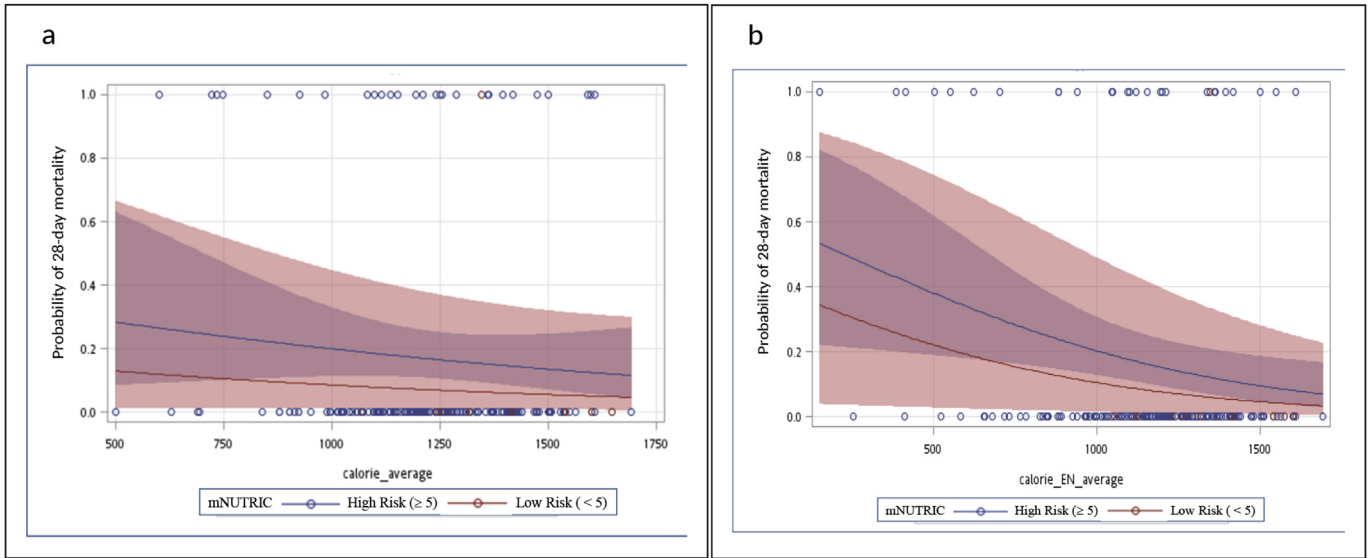 a
Probability of 28-day mortality
1.0
0.8
0.6
0.4
0.2
0.0
500 750 1000 1250 1500 1750
calorie_average
mNUTRIC High Risk (≥ 5) Low Risk ( < 5)
b
Probability of 28-day mortality
1.0
0.8
0.6
0.4
0.2
0.0
500 1000 1500
calorie_EN_average
mNUTRIC High Risk (≥ 5) Low Risk ( < 5)